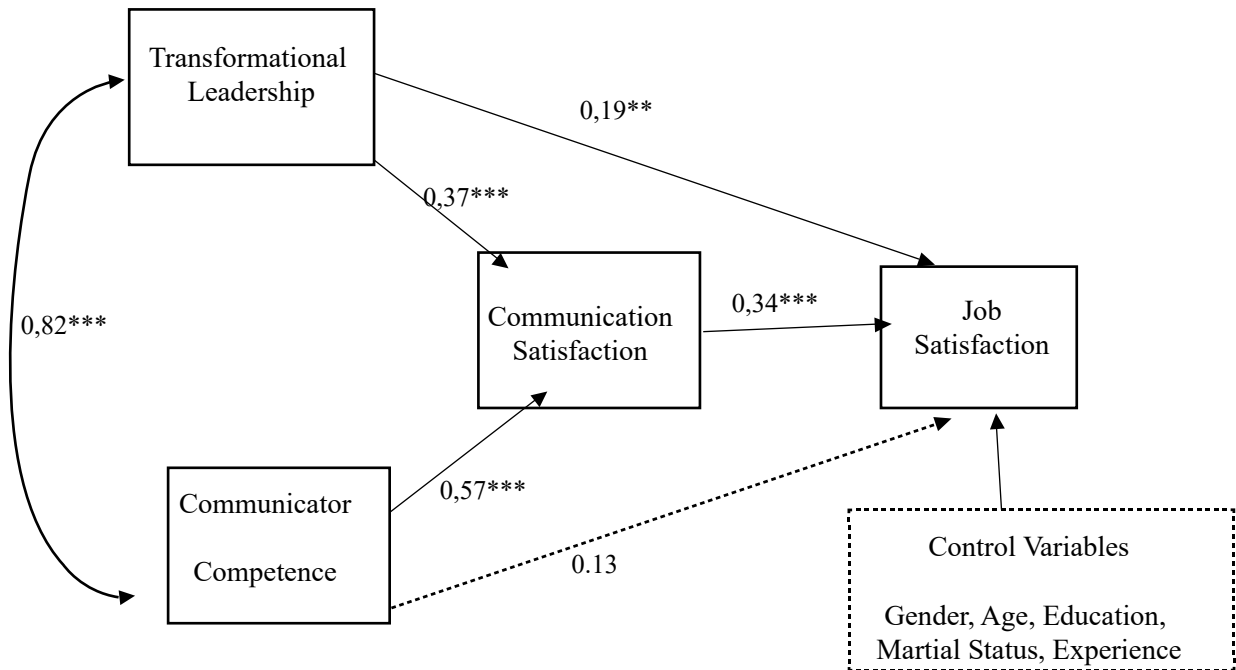 Transformational
Leadership
0,19**
0,37***
0,82***
Communication
Satisfaction
0,34***
Job
Satisfaction
Communicator
Competence
0,57***
0.13
Control Variables
Gender, Age, Education,
Martial Status, Experience